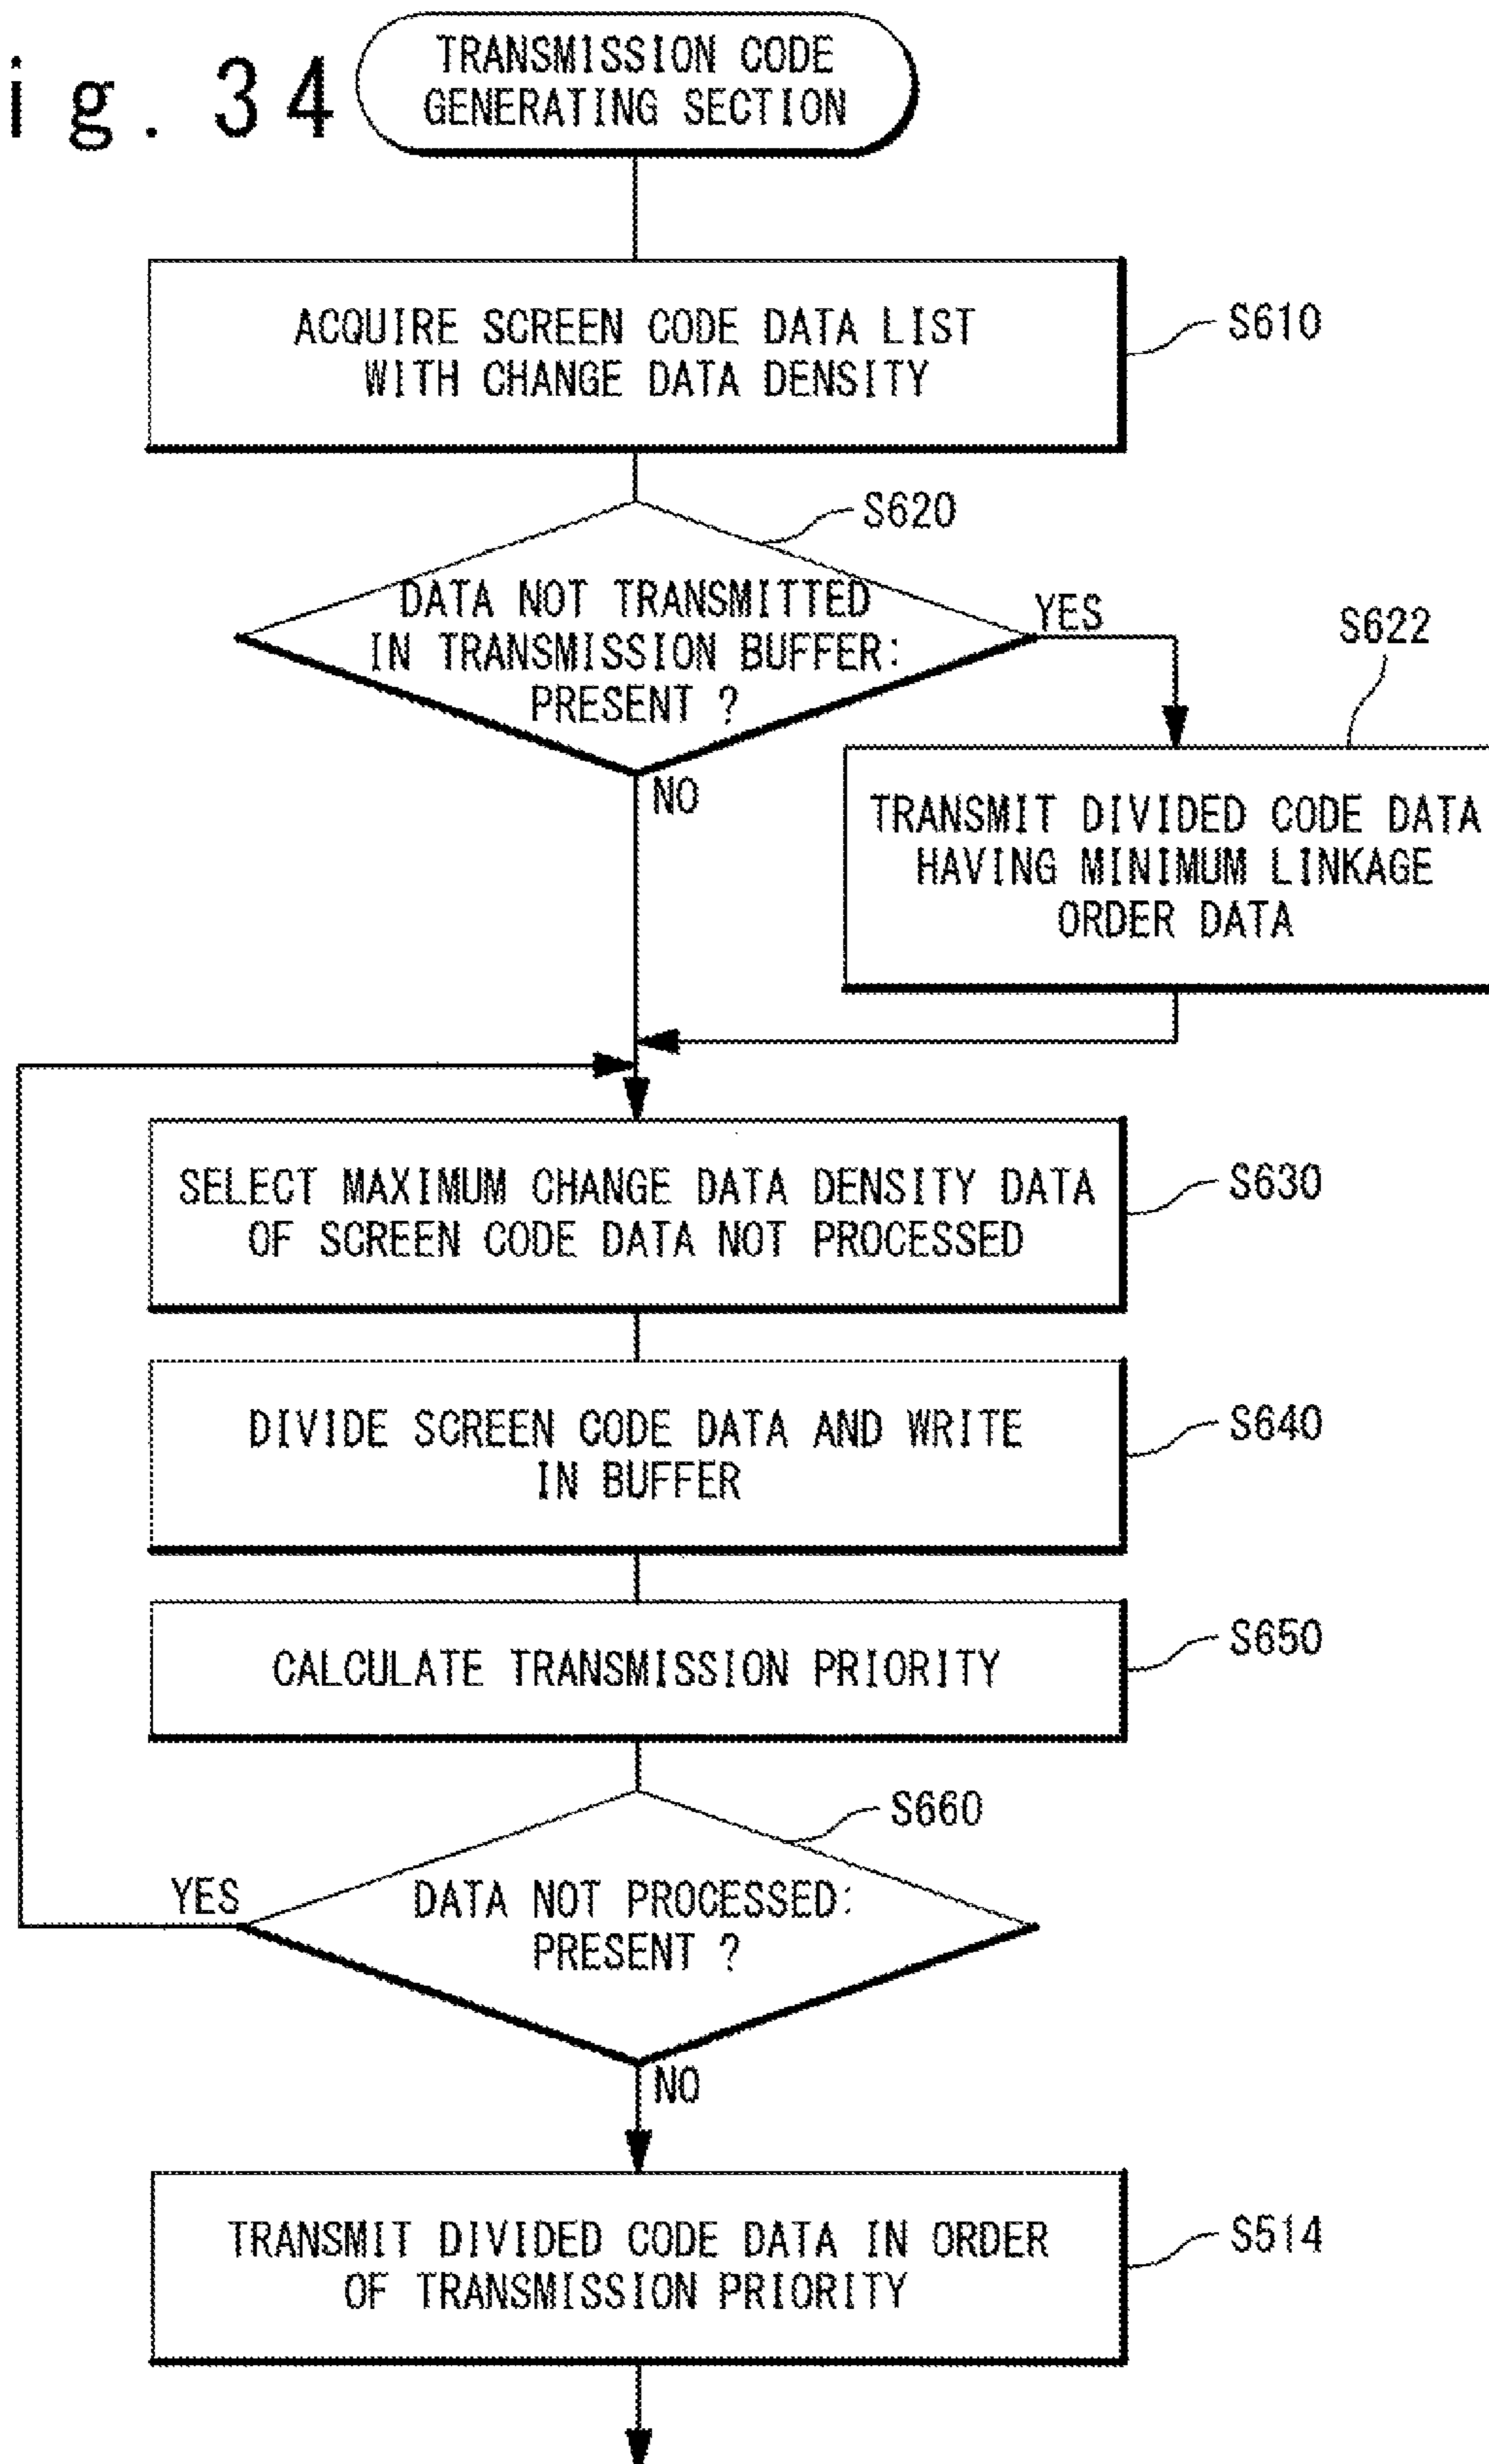 ig. 34
TRANSMISSION CODE
GENERATING SECTION
ACQUIRE SCREEN CODE DATA LIST
WITH CHANGE DATA DENSITY
S610
S620
DATA NOT TRANSMITTED
IN TRANSMISSION BUFFER:
PRESENT ?
YES
NO
S622
TRANSMIT DIVIDED CODE DATA
HAVING MINIMUM LINKAGE
ORDER DATA
SELECT MAXIMUM CHANGE DATA DENSITY DATA
OF SCREEN CODE DATA NOT PROCESSED
S630
DIVIDE SCREEN CODE DATA AND WRITE
IN BUFFER
S640
CALCULATE TRANSMISSION PRIORITY
S650
S660
YES
DATA NOT PROCESSED:
PRESENT ?
NO
TRANSMIT DIVIDED CODE DATA IN ORDER
OF TRANSMISSION PRIORITY
S514